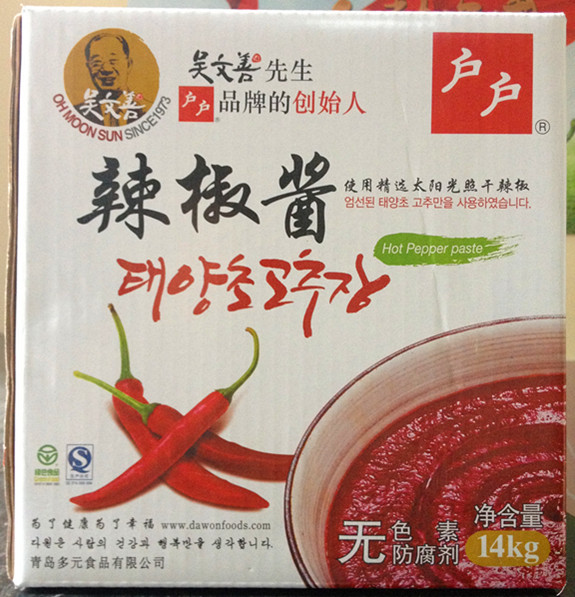 吴文善
OH MOON SUN SINCE1973
吴文善先生
户户®品牌的创始人
户户®
辣椒酱
使用精选太阳光照干辣椒
엄선된 태양초 고추만을 사용하였습니다.
Hot Pepper paste
태양초고추장
绿色食品
QS
为了健康为了幸福 www.dawonfoods.com
다원은 사람의 건강과 행복만을 생각합니다.
青岛多元食品有限公司
无色素
防腐剂
净含量
14kg